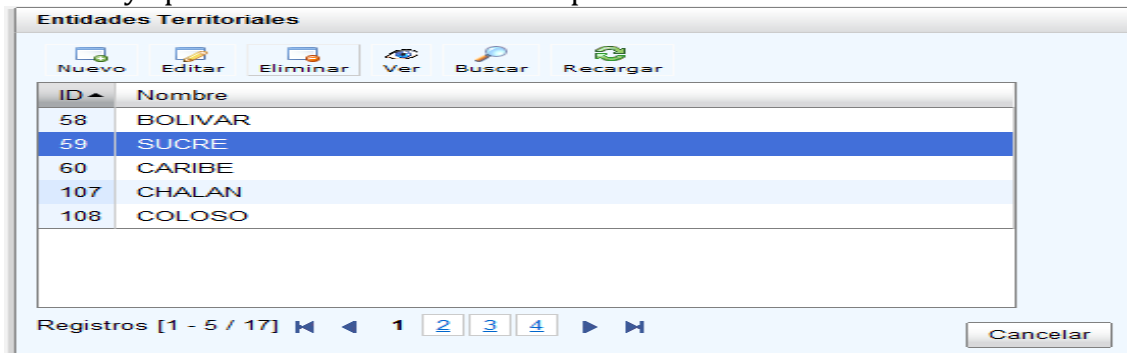 Entidades Territoriales
Nuevo Editar Eliminar Ver Buscar Recargar
ID Nombre
58 BOLIVAR
59 SUCRE
60 CARIBE
107 CHALAN
108 COLOSO
Registros [1 - 5 / 17] 1 2 3 4
Cancelar